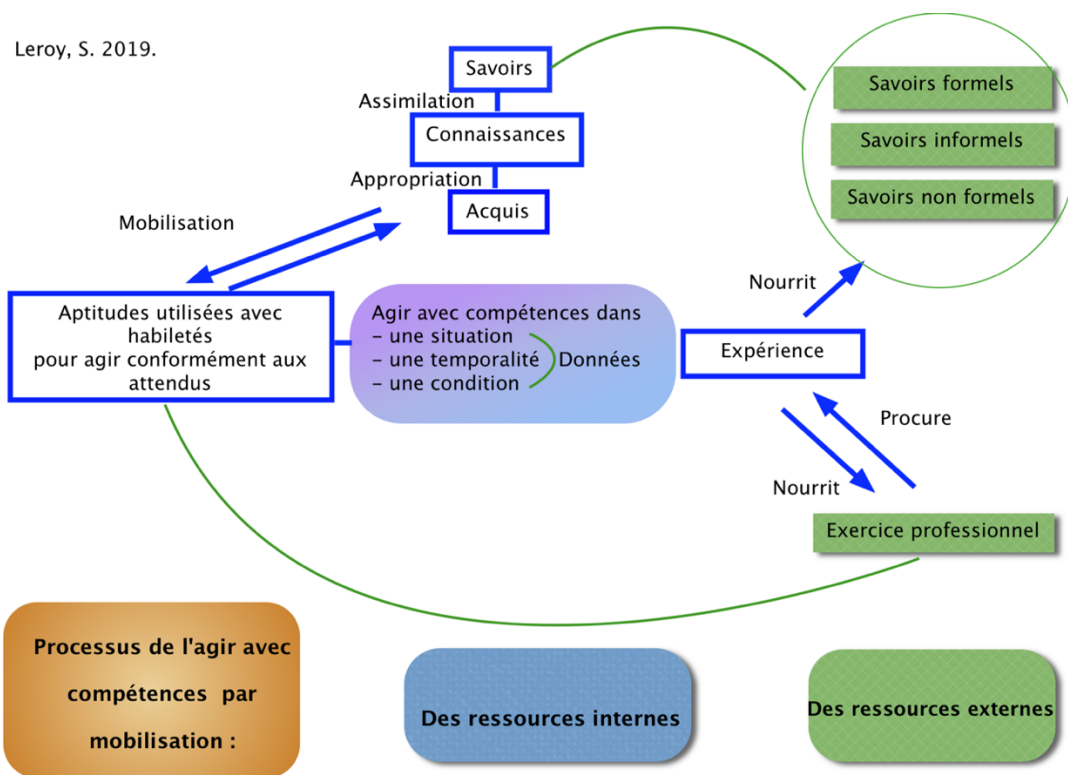 Leroy, S. 2019.
Savoirs
Assimilation
Connaissances
Appropriation
Acquis
Mobilisation
Savoirs formels
Savoirs informels
Savoirs non formels
Nourrit
Aptitudes utilisées avec
habiletés
pour agir conformément aux
attendus
Agir avec compétences dans
- une situation
- une temporalité
- une condition
Données
Expérience
Procure
Nourrit
Exercice professionnel
Processus de l'agir avec
compétences par
mobilisation :
Des ressources internes
Des ressources externes